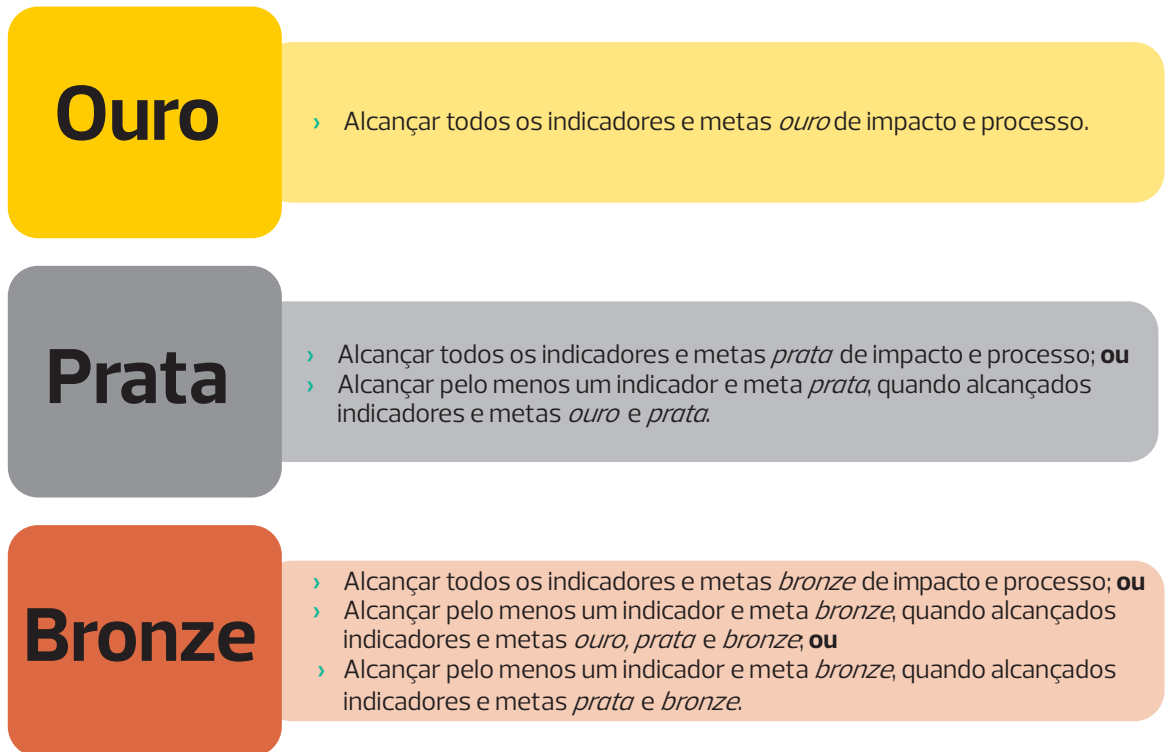 Ouro
› Alcançar todos os indicadores e metas ouro de impacto e processo.
Prata
› Alcançar todos os indicadores e metas prata de impacto e processo; ou
› Alcançar pelo menos um indicador e meta prata, quando alcançados
indicadores e metas ouro e prata.
Bronze
› Alcançar todos os indicadores e metas bronze de impacto e processo; ou
› Alcançar pelo menos um indicador e meta bronze, quando alcançados
indicadores e metas ouro, prata e bronze; ou
› Alcançar pelo menos um indicador e meta bronze, quando alcançados
indicadores e metas prata e bronze.